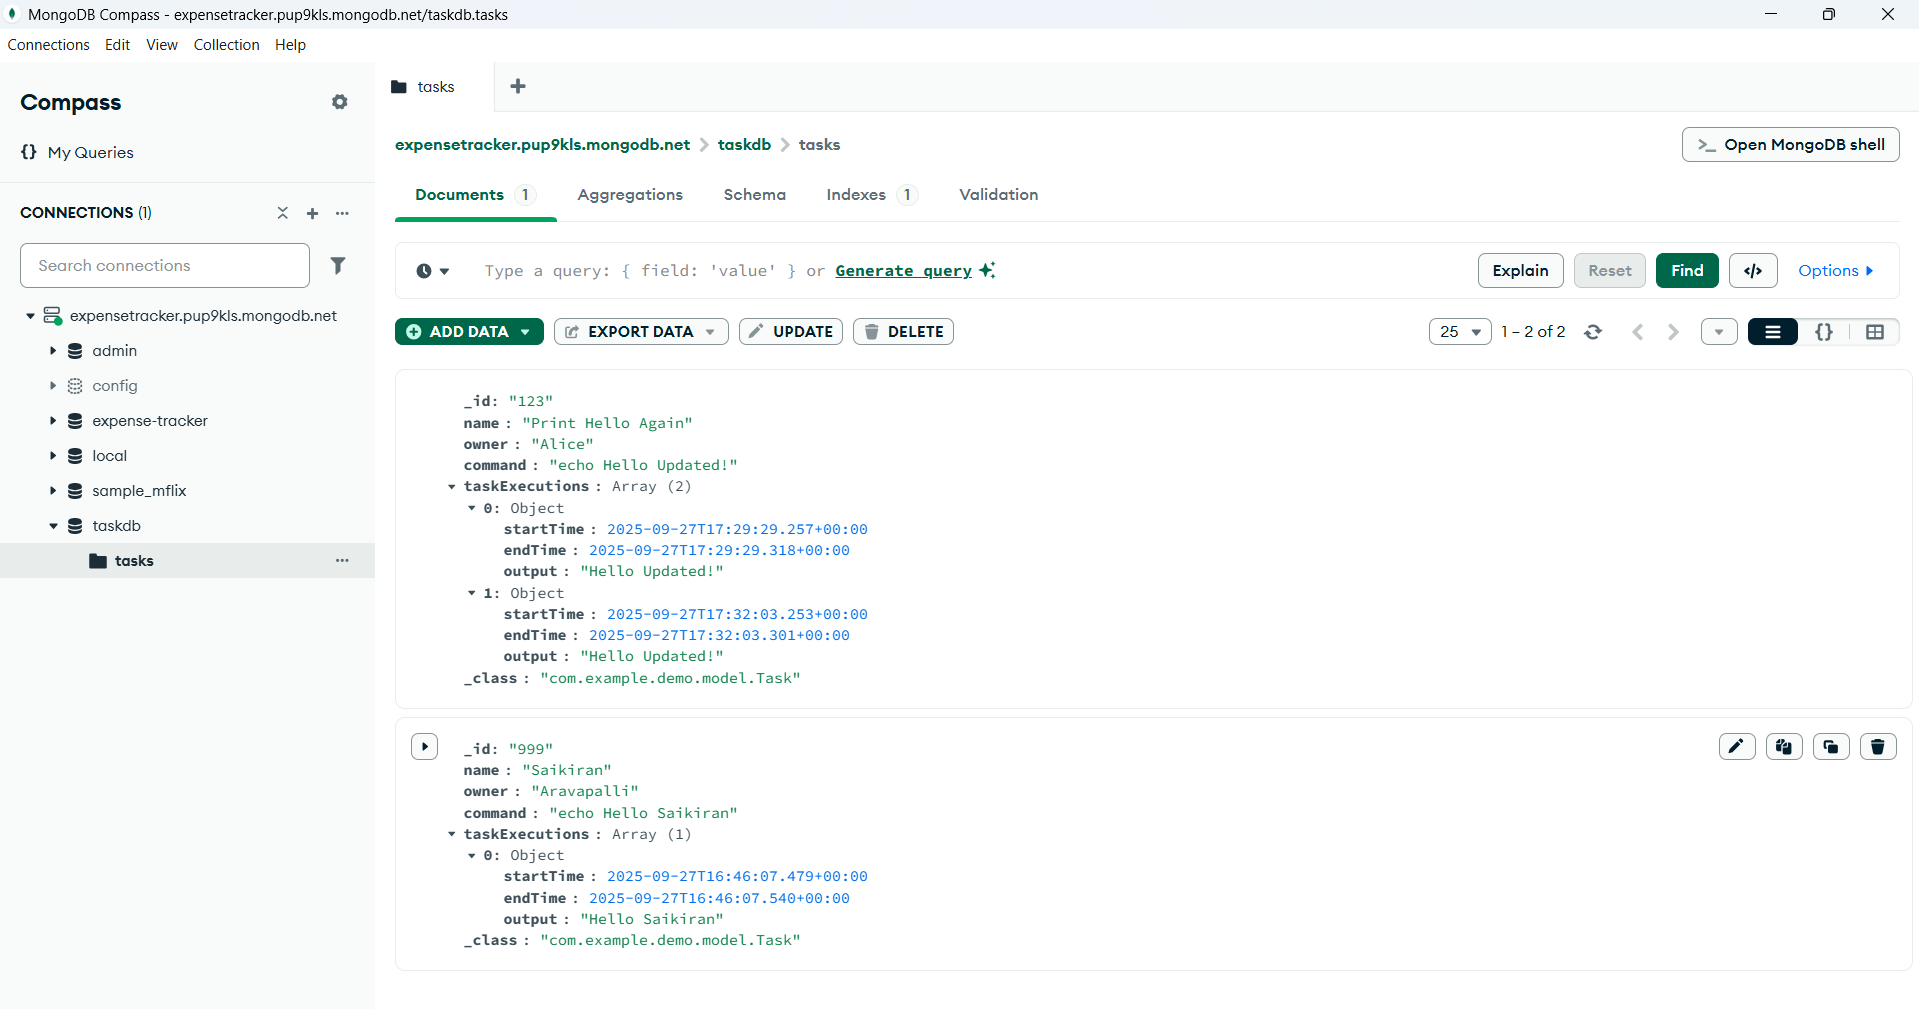 MongoDB Compass - expensetracker.pup9kls.mongodb.net/taskdb.tasks
Connections Edit View Collection Help
Compass
{} My Queries
CONNECTIONS (1)
Search connections
expensetracker.pup9kls.mongodb.net
admin
config
expense-tracker
local
sample_mflix
taskdb
tasks
tasks
expensetracker.pup9kls.mongodb.net > taskdb > tasks
>_ Open MongoDB shell
Documents 1 Aggregations Schema Indexes 1 Validation
Type a query: { field: 'value' } or Generate query
Explain Reset Find </> Options
ADD DATA EXPORT DATA UPDATE DELETE
25 1 – 2 of 2 {}
_id: "123"
name : "Print Hello Again"
owner : "Alice"
command : "echo Hello Updated!"
taskExecutions : Array (2)
0: Object
startTime : 2025-09-27T17:29:29.257+00:00
endTime : 2025-09-27T17:29:29.318+00:00
output : "Hello Updated!"
1: Object
startTime : 2025-09-27T17:32:03.253+00:00
endTime : 2025-09-27T17:32:03.301+00:00
output : "Hello Updated!"
_class : "com.example.demo.model.Task"
_id: "999"
name : "Saikiran"
owner : "Aravapalli"
command : "echo Hello Saikiran"
taskExecutions : Array (1)
0: Object
startTime : 2025-09-27T16:46:07.479+00:00
endTime : 2025-09-27T16:46:07.540+00:00
output : "Hello Saikiran"
_class : "com.example.demo.model.Task"